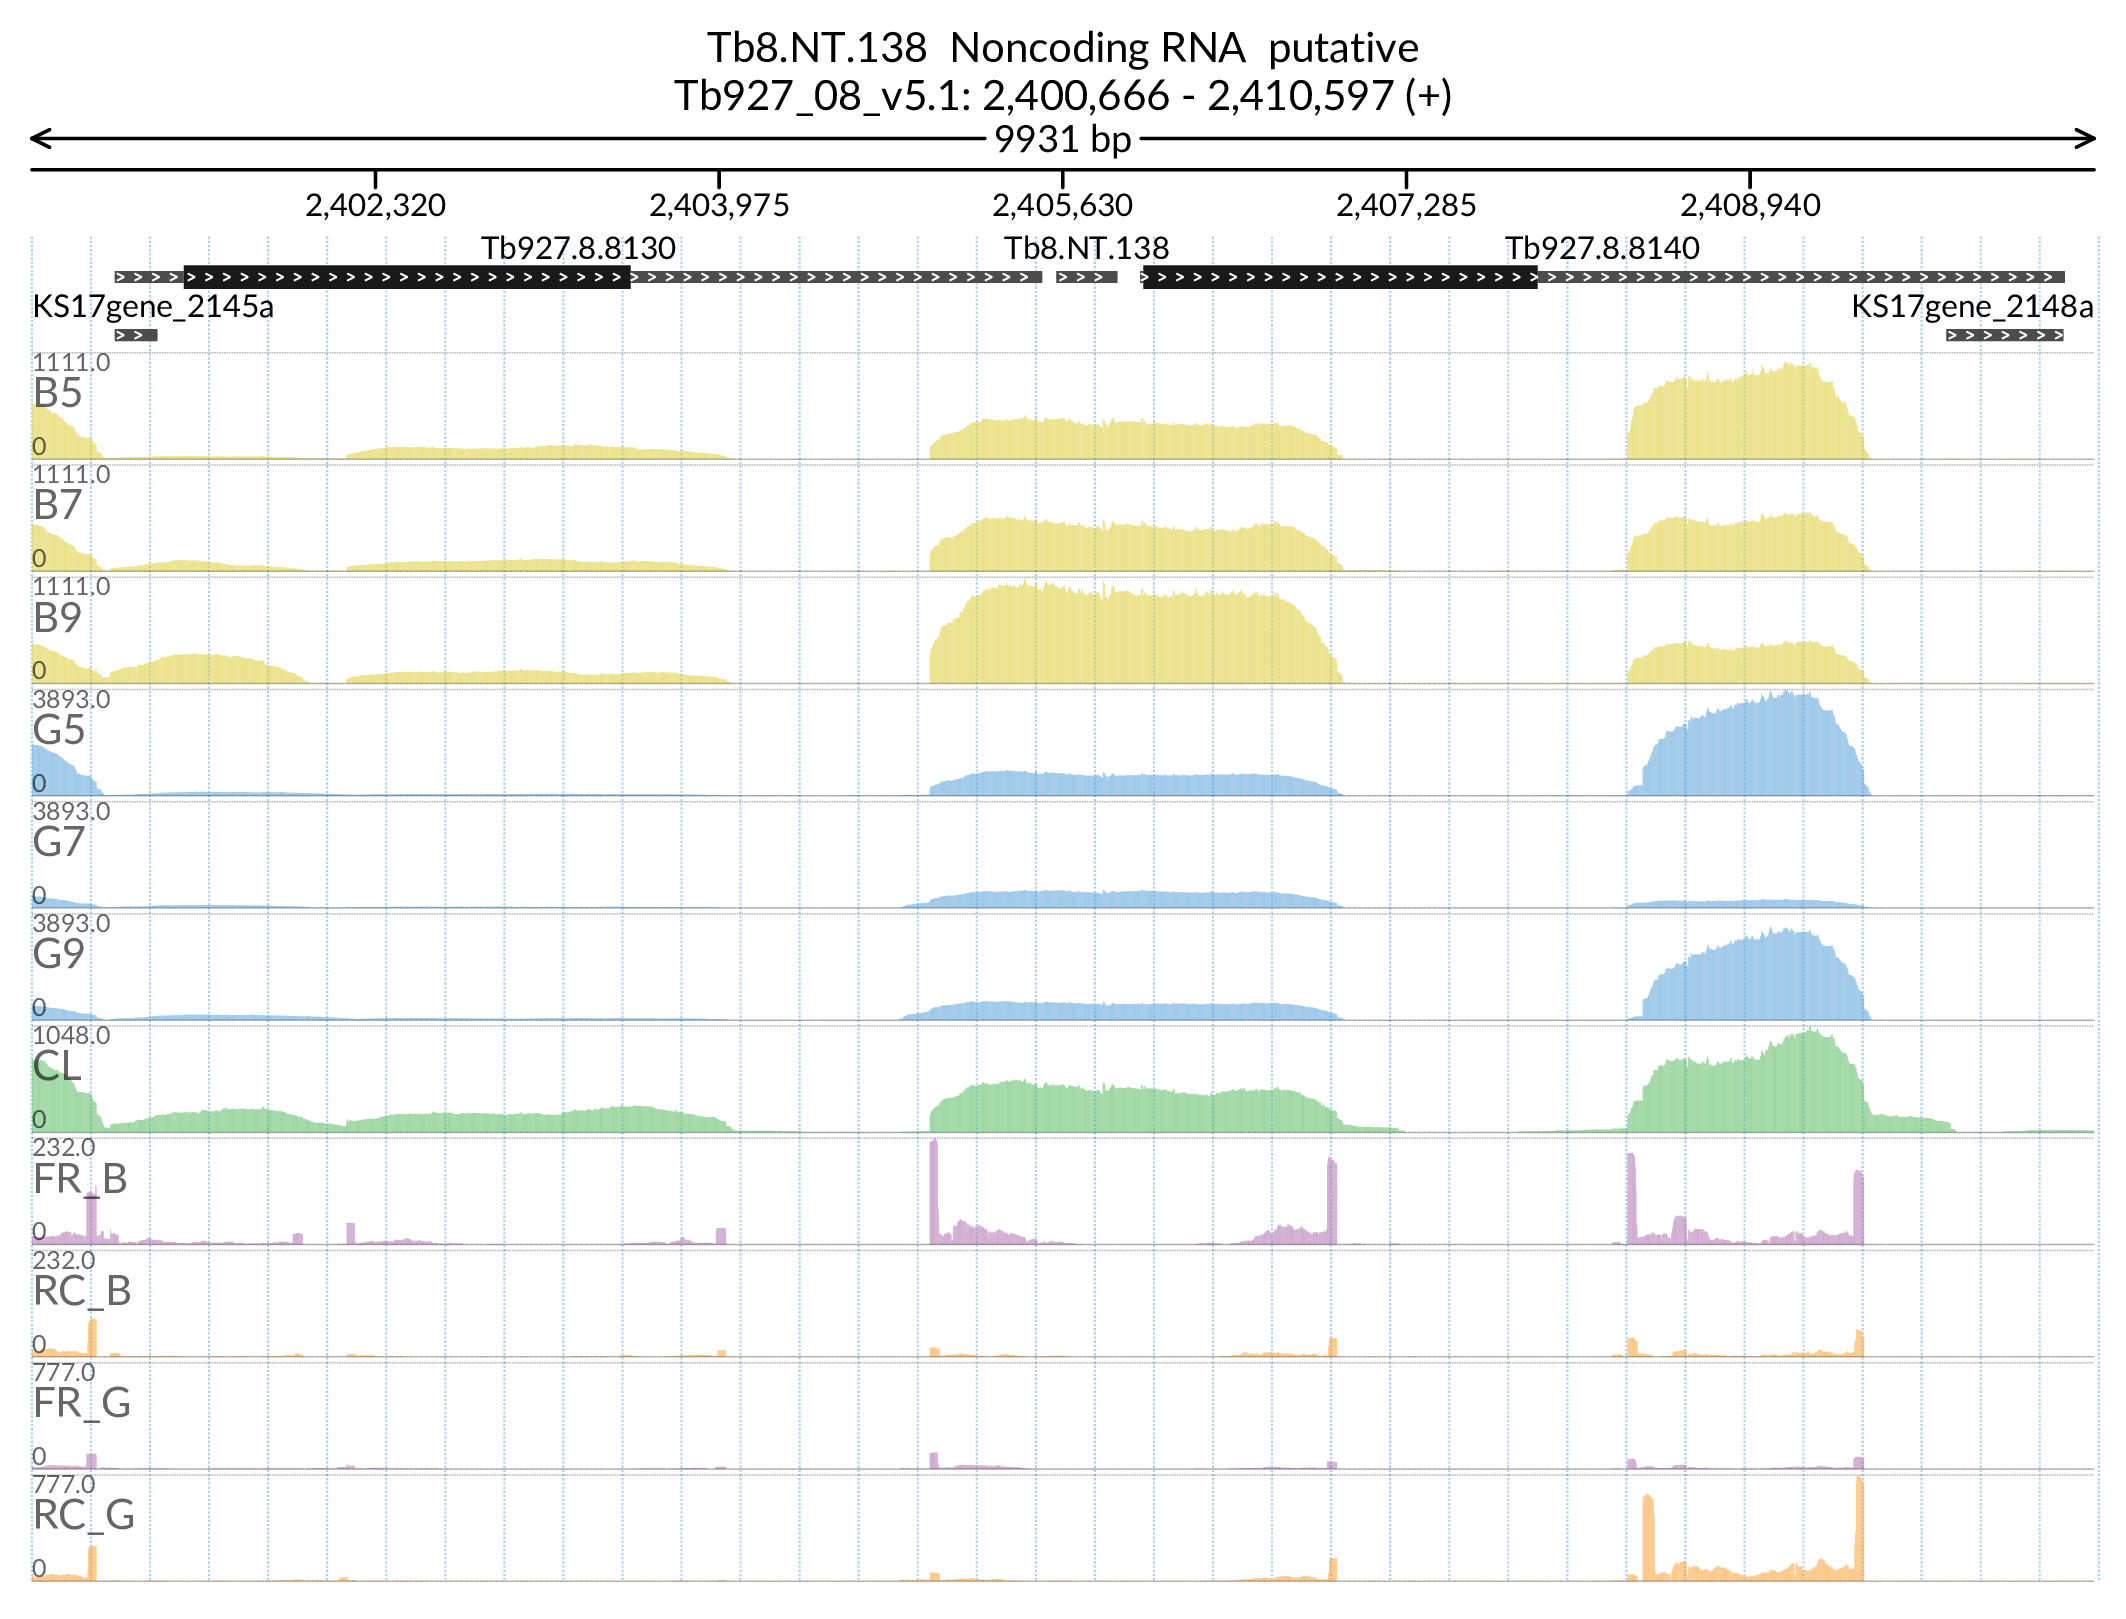 Tb8.NT.138 Noncoding RNA putative
Tb927_08_v5.1: 2,400,666 - 2,410,597 (+)
9931 bp
2,402,320 2,403,975 2,405,630 2,407,285 2,408,940
Tb927.8.8130 Tb8.NT.138 Tb927.8.8140
KS17gene_2145a KS17gene_2148a
1111.0
B5
0
1111.0
B7
0
1111.0
B9
0
3893.0
G5
0
3893.0
G7
0
3893.0
G9
0
1048.0
CL
0
232.0
FR_B
0
232.0
RC_B
0
777.0
FR_G
0
777.0
RC_G
0